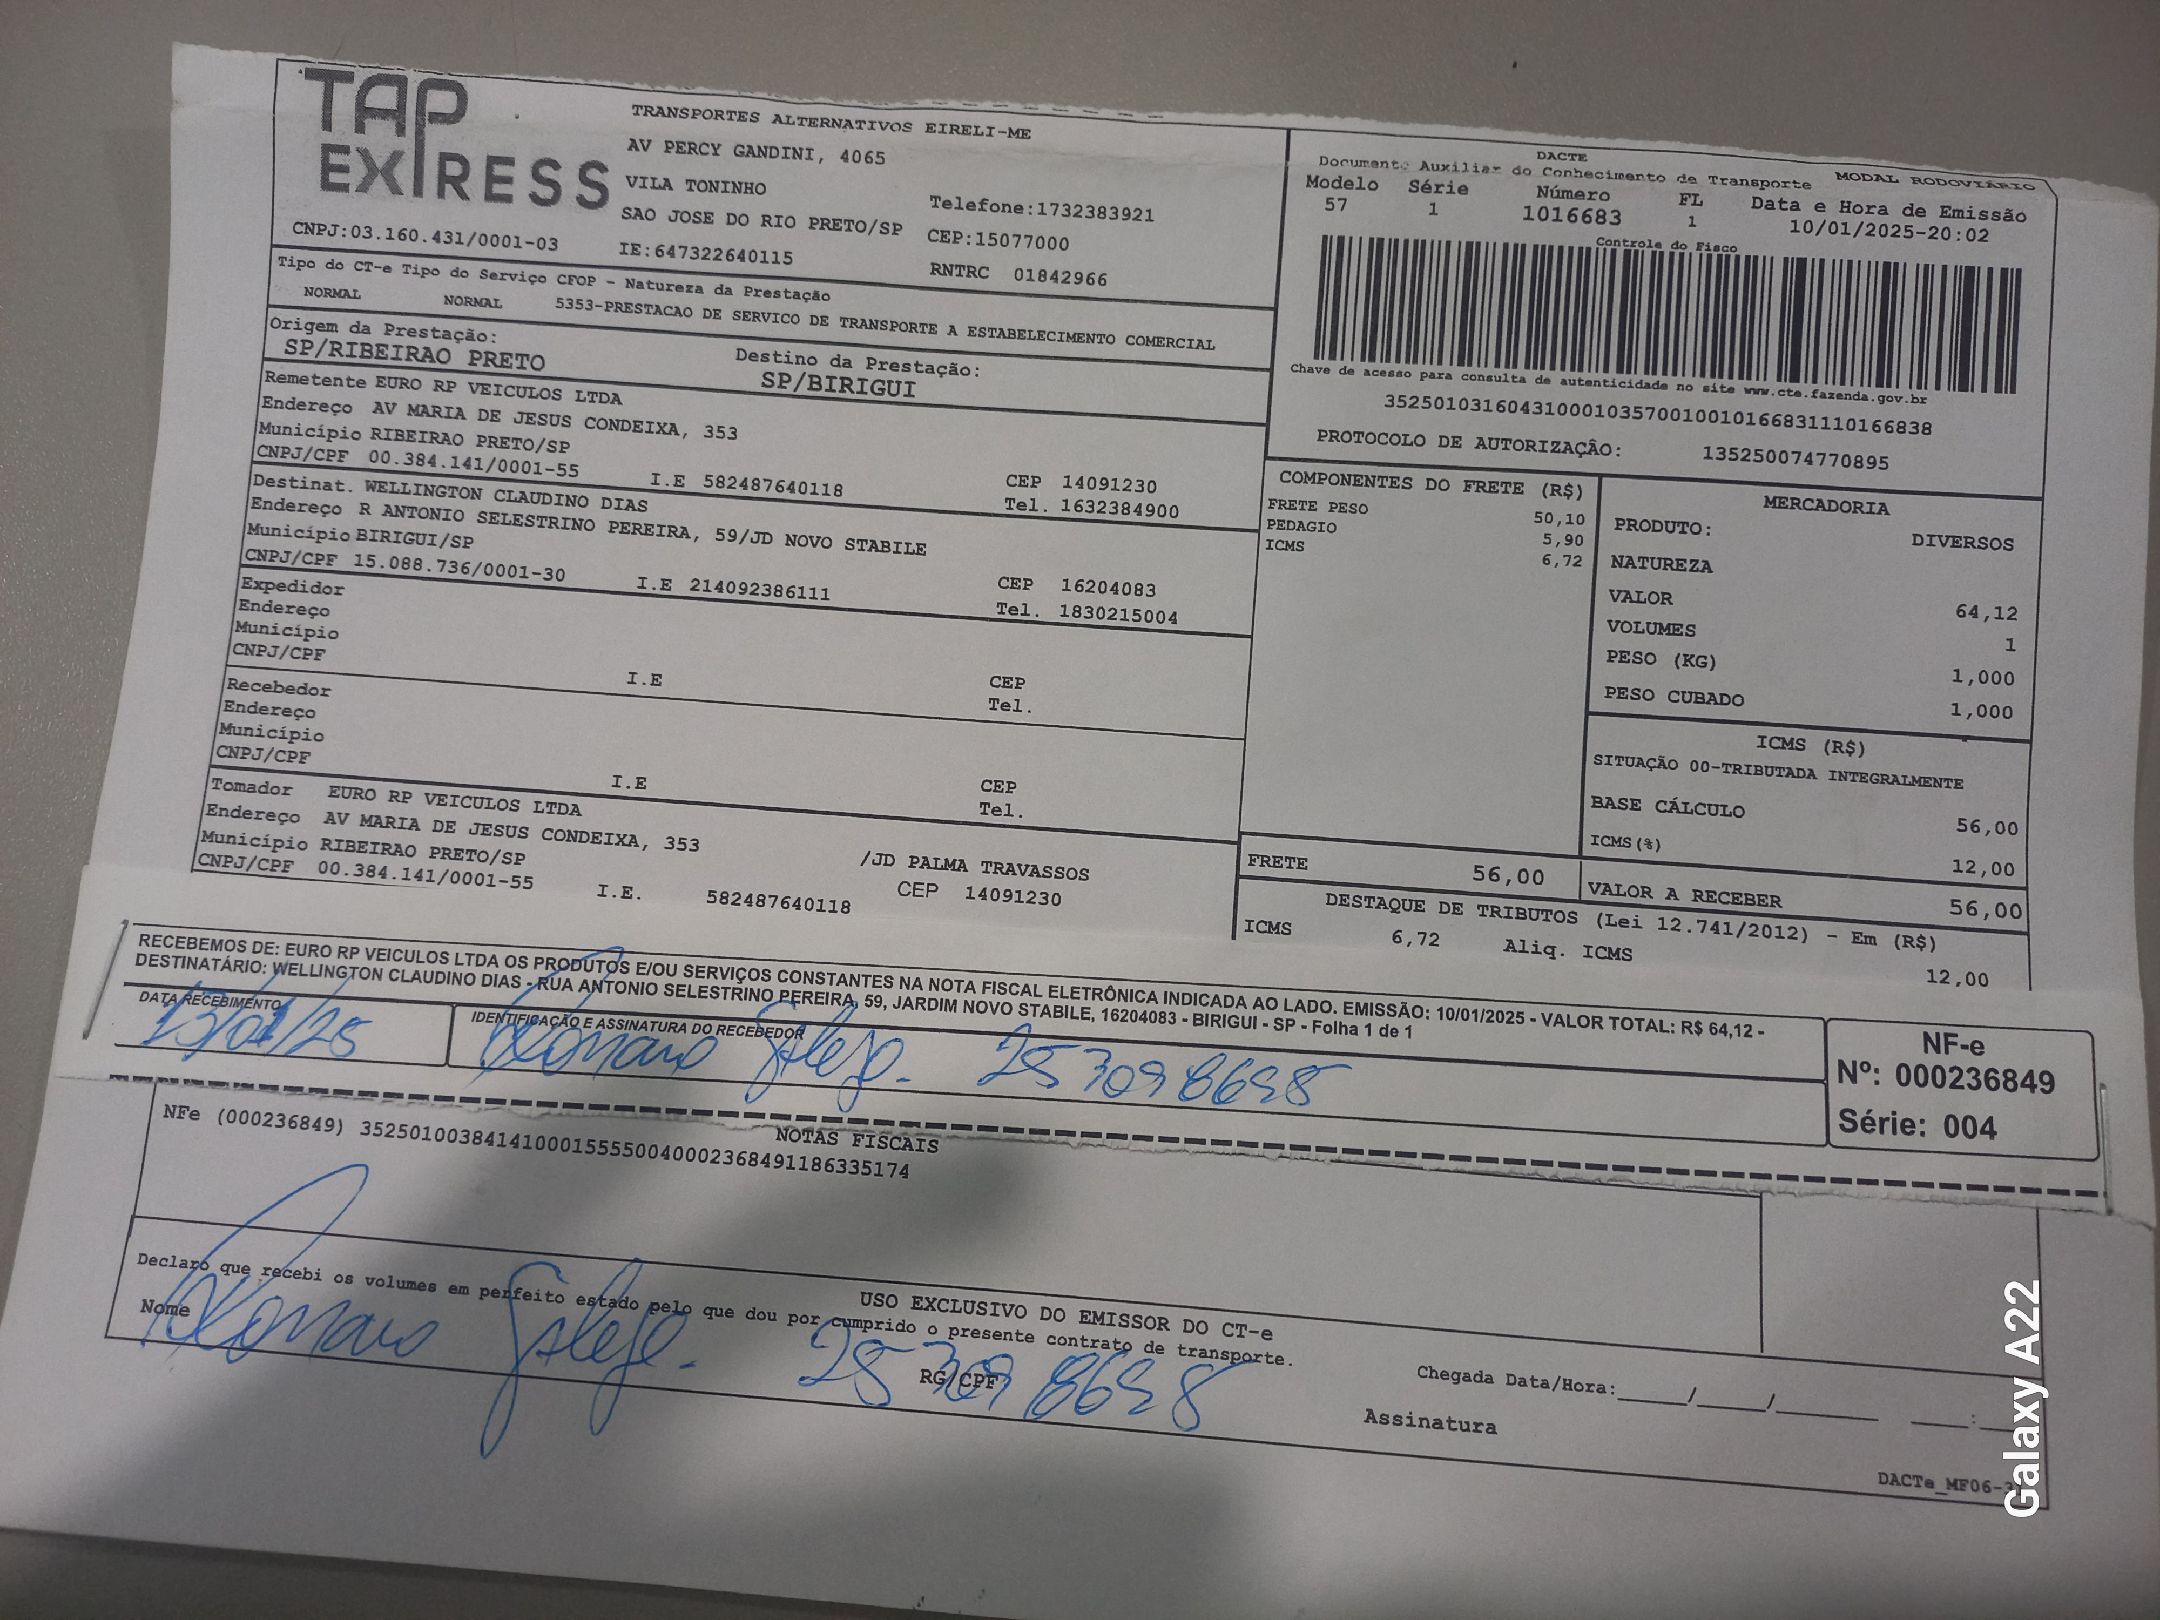 TAP EXPRESS
TRANSPORTES ALTERNATIVOS EIRELI-ME
AV PERCY GANDINI, 4065
VILA TONINHO Telefone:1732383921
SAO JOSE DO RIO PRETO/SP CEP:15077000
CNPJ:03.160.431/0001-03 IE:647322640115 RNTRC 01842966
Tipo do CT-e Tipo do Serviço CFOP - Natureza da Prestação
NORMAL NORMAL 5353-PRESTACAO DE SERVICO DE TRANSPORTE A ESTABELECIMENTO COMERCIAL
Origem da Prestação: Destino da Prestação:
SP/RIBEIRAO PRETO SP/BIRIGUI
Remetente EURO RP VEICULOS LTDA
Endereço AV MARIA DE JESUS CONDEIXA, 353
Município RIBEIRAO PRETO/SP CEP 14091230
CNPJ/CPF 00.384.141/0001-55 I.E 582487640118 Tel. 1632384900
Destinat. WELLINGTON CLAUDINO DIAS
Endereço R ANTONIO SELESTRINO PEREIRA, 59/JD NOVO STABILE
Município BIRIGUI/SP CEP 16204083
CNPJ/CPF 15.088.736/0001-30 I.E 214092386111 Tel. 1830215004
Expedidor
Endereço
Município CEP
CNPJ/CPF I.E Tel.
Recebedor
Endereço
Município CEP
CNPJ/CPF I.E Tel.
Tomador EURO RP VEICULOS LTDA
Endereço AV MARIA DE JESUS CONDEIXA, 353 /JD PALMA TRAVASSOS
Município RIBEIRAO PRETO/SP CEP 14091230
CNPJ/CPF 00.384.141/0001-55 I.E. 582487640118
DACTE
Documento Auxiliar do Conhecimento de Transporte MODAL RODOVIÁRIO
Modelo Série Número FL Data e Hora de Emissão
57 1 1016683 1 10/01/2025-20:02
Controle do Fisco
Chave de acesso para consulta de autenticidade no site www.cte.fazenda.gov.br
35250103160431000103570010010166831110166838
PROTOCOLO DE AUTORIZAÇÂO: 135250074770895
COMPONENTES DO FRETE (R$)
FRETE PESO 50,10
PEDAGIO 5,90
ICMS 6,72
MERCADORIA
PRODUTO: DIVERSOS
NATUREZA
VALOR 64,12
VOLUMES 1
PESO (KG) 1,000
PESO CUBADO 1,000
ICMS (R$)
SITUAÇÃO 00-TRIBUTADA INTEGRALMENTE
BASE CÁLCULO 56,00
ICMS(%) 12,00
FRETE 56,00 VALOR A RECEBER 56,00
DESTAQUE DE TRIBUTOS (Lei 12.741/2012) - Em (R$)
ICMS 6,72 Aliq. ICMS 12,00
RECEBEMOS DE: EURO RP VEICULOS LTDA OS PRODUTOS E/OU SERVIÇOS CONSTANTES NA NOTA FISCAL ELETRÔNICA INDICADA AO LADO. EMISSÃO: 10/01/2025 - VALOR TOTAL: R$ 64,12 -
DESTINATÁRIO: WELLINGTON CLAUDINO DIAS - RUA ANTONIO SELESTRINO PEREIRA, 59, JARDIM NOVO STABILE, 16204083 - BIRIGUI - SP - Folha 1 de 1
DATA RECEBIMENTO IDENTIFICAÇÃO E ASSINATURA DO RECEBEDOR
13/01/25
NF-e
Nº: 000236849
Série: 004
NOTAS FISCAIS
NFe (000236849) 35250100384141000155550040002368491186335174
USO EXCLUSIVO DO EMISSOR DO CT-e
Declaro que recebi os volumes em perfeito estado pelo que dou por cumprido o presente contrato de transporte.
Nome RG/CPF Chegada Data/Hora:____/____/______ ___:
Assinatura
DACTe_MF06-3
Galaxy A22